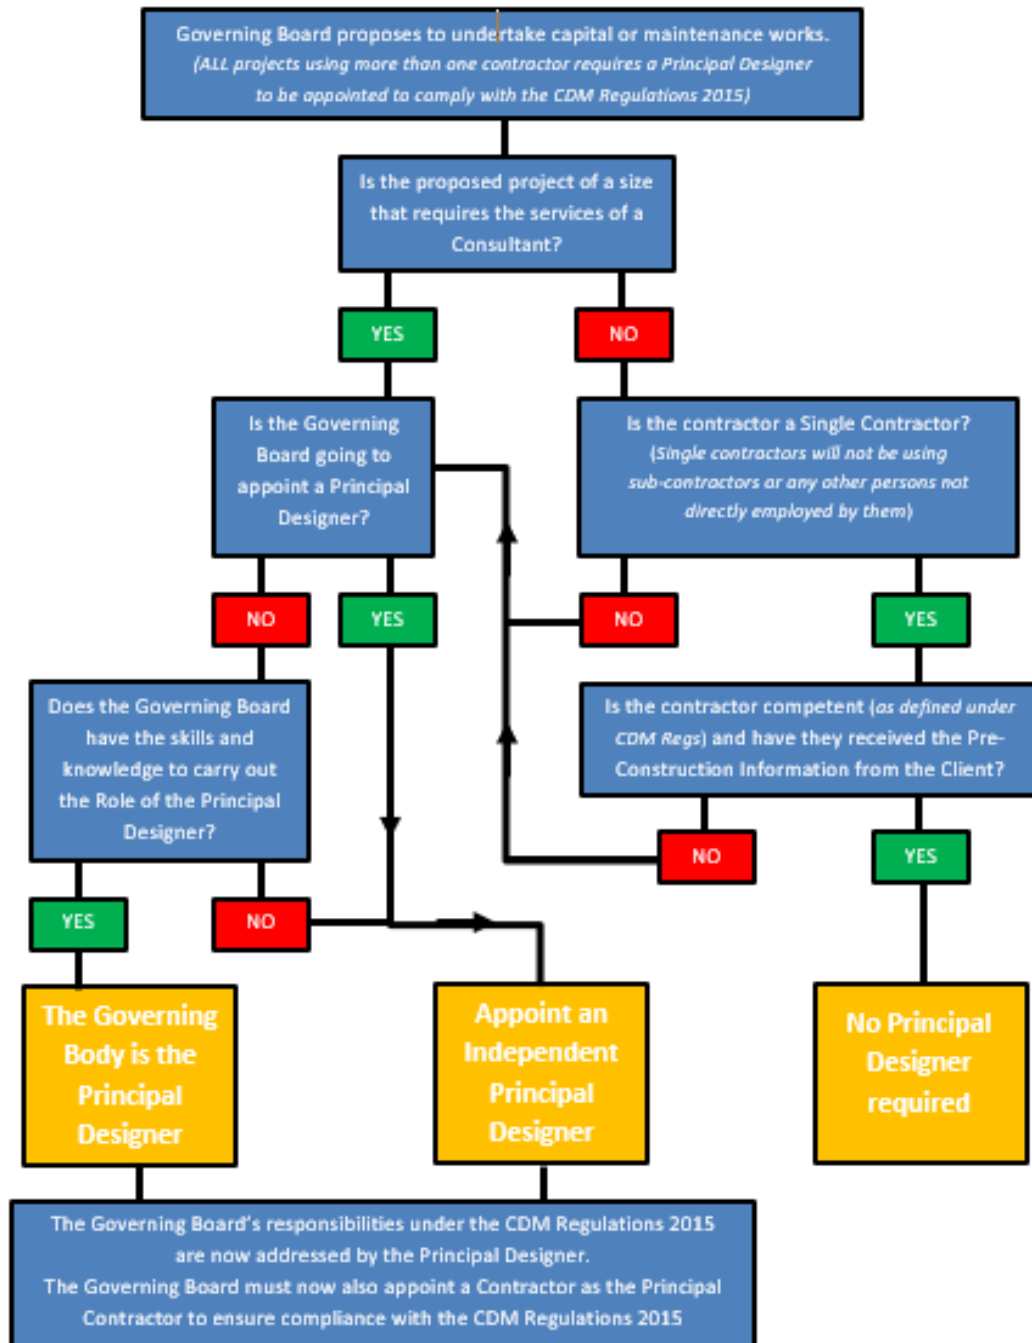 Governing Board proposes to undertake capital or maintenance works.
(ALL projects using more than one contractor requires a Principal Designer
to be appointed to comply with the CDM Regulations 2015)
Is the proposed project of a size
that requires the services of a
Consultant?
YES
NO
Is the Governing
Board going to
appoint a Principal
Designer?
Is the contractor a Single Contractor?
(Single contractors will not be using
sub-contractors or any other persons not
directly employed by them)
NO
YES
NO
YES
Does the Governing Board
have the skills and
knowledge to carry out
the Role of the Principal
Designer?
Is the contractor competent (as defined under
CDM Regs) and have they received the Pre-
Construction Information from the Client?
NO
YES
YES
NO
The Governing
Body is the
Principal
Designer
Appoint an
Independent
Principal
Designer
No Principal
Designer
required
The Governing Board's responsibilities under the CDM Regulations 2015
are now addressed by the Principal Designer.
The Governing Board must now also appoint a Contractor as the Principal
Contractor to ensure compliance with the CDM Regulations 2015